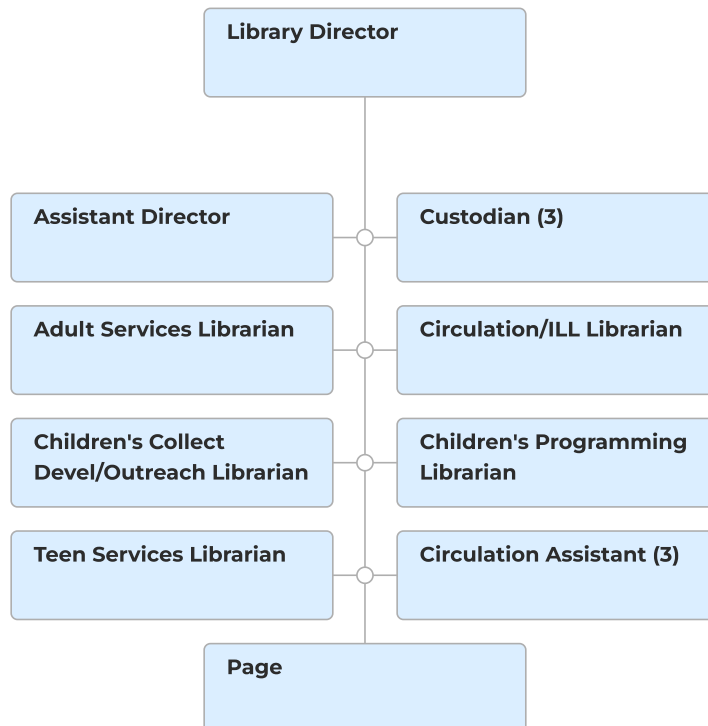 Library Director
Assistant Director
Custodian (3)
Adult Services Librarian
Circulation/ILL Librarian
Children's Collect
Devel/Outreach Librarian
Children's Programming
Librarian
Teen Services Librarian
Circulation Assistant (3)
Page